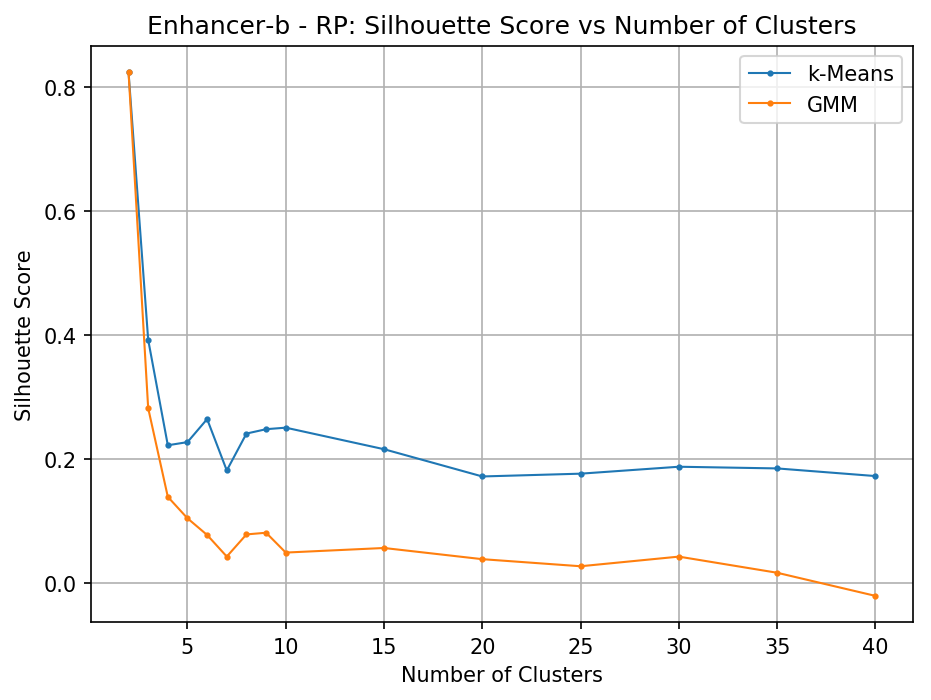 Enhancer-b - RP: Silhouette Score vs Number of Clusters
k-Means
GMM
Silhouette Score
0.8
0.6
0.4
0.2
0.0
5 10 15 20 25 30 35 40
Number of Clusters